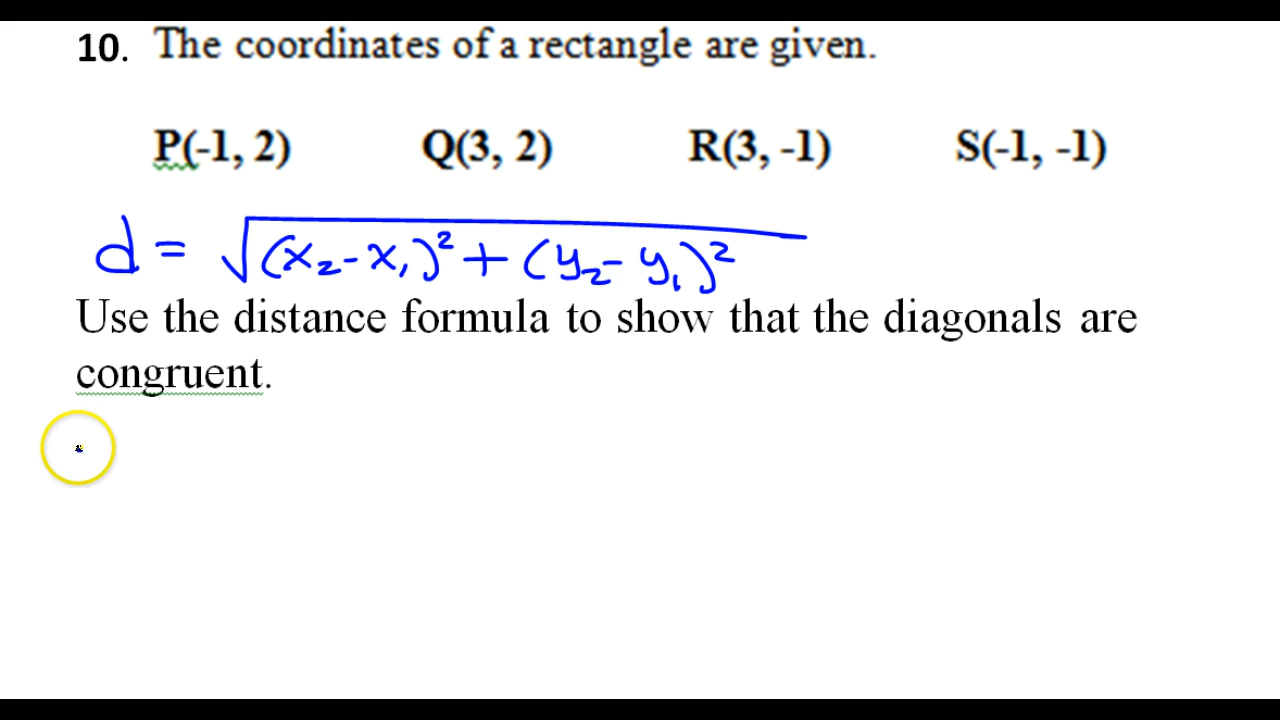 10. The coordinates of a rectangle are given.
P(-1, 2) Q(3, 2) R(3, -1) S(-1, -1)
d = √(x₂-x₁)²+(y₂-y₁)²
Use the distance formula to show that the diagonals are
congruent.